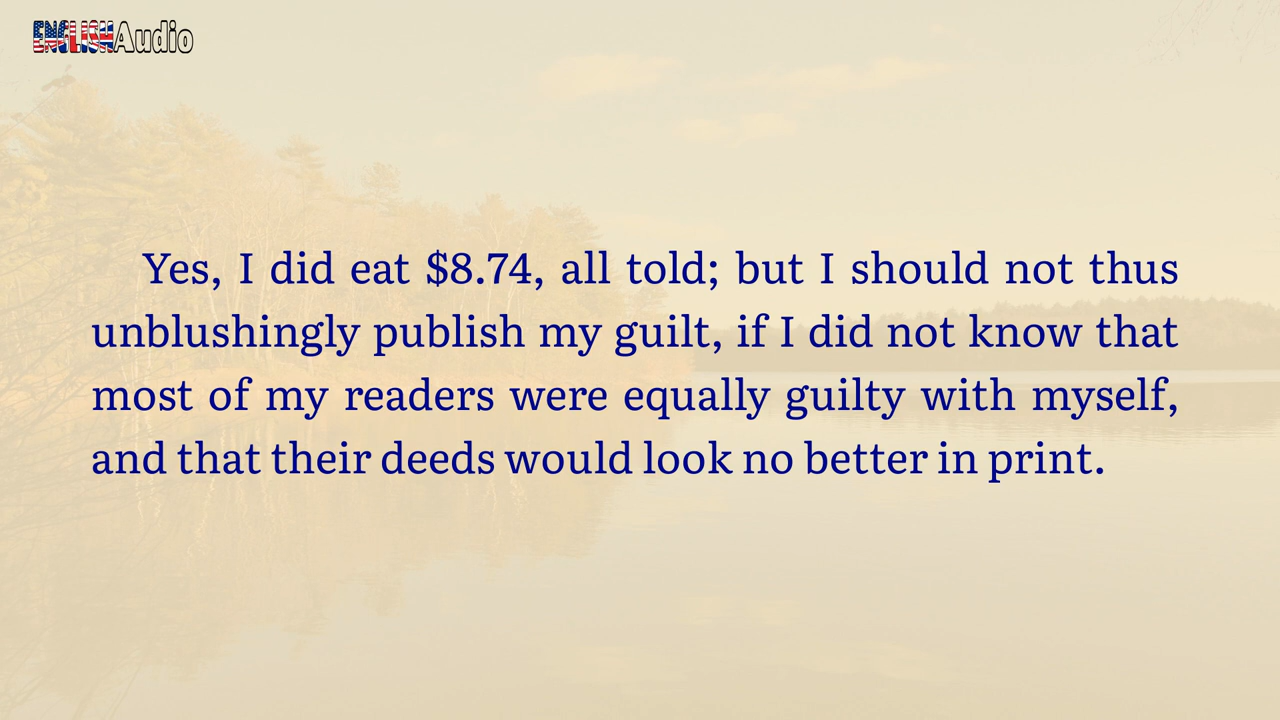 ENGLISHAudio
Yes, I did eat $8.74, all told; but I should not thus
unblushingly publish my guilt, if I did not know that
most of my readers were equally guilty with myself,
and that their deeds would look no better in print.